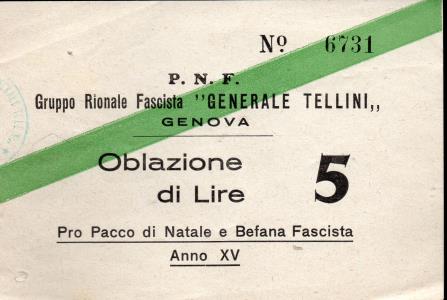 Nº 6731
P. N. F.
Gruppo Rionale Fascista "GENERALE TELLINI,,
GENOVA
Oblazione
di Lire 5
Pro Pacco di Natale e Befana Fascista
Anno XV